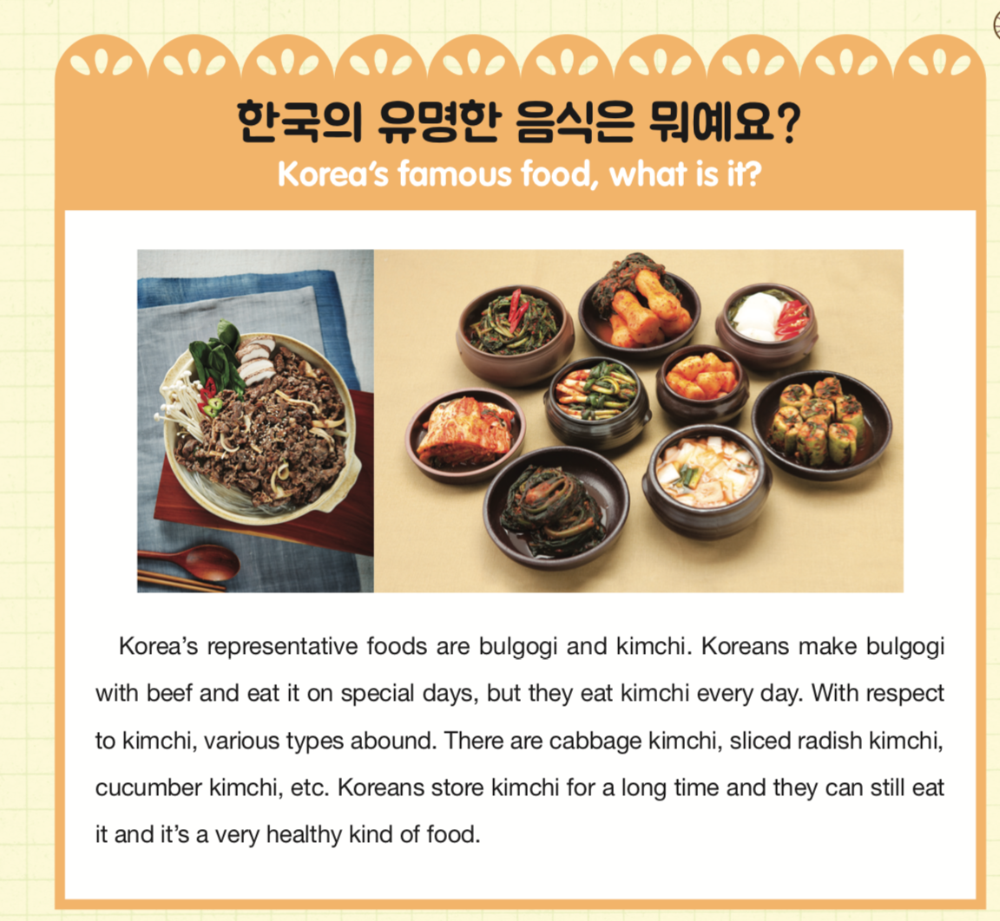 한국의 유명한 음식은 뭐예요?
Korea's famous food, what is it?
Korea's representative foods are bulgogi and kimchi. Koreans make bulgogi
with beef and eat it on special days, but they eat kimchi every day. With respect
to kimchi, various types abound. There are cabbage kimchi, sliced radish kimchi,
cucumber kimchi, etc. Koreans store kimchi for a long time and they can still eat
it and it's a very healthy kind of food.